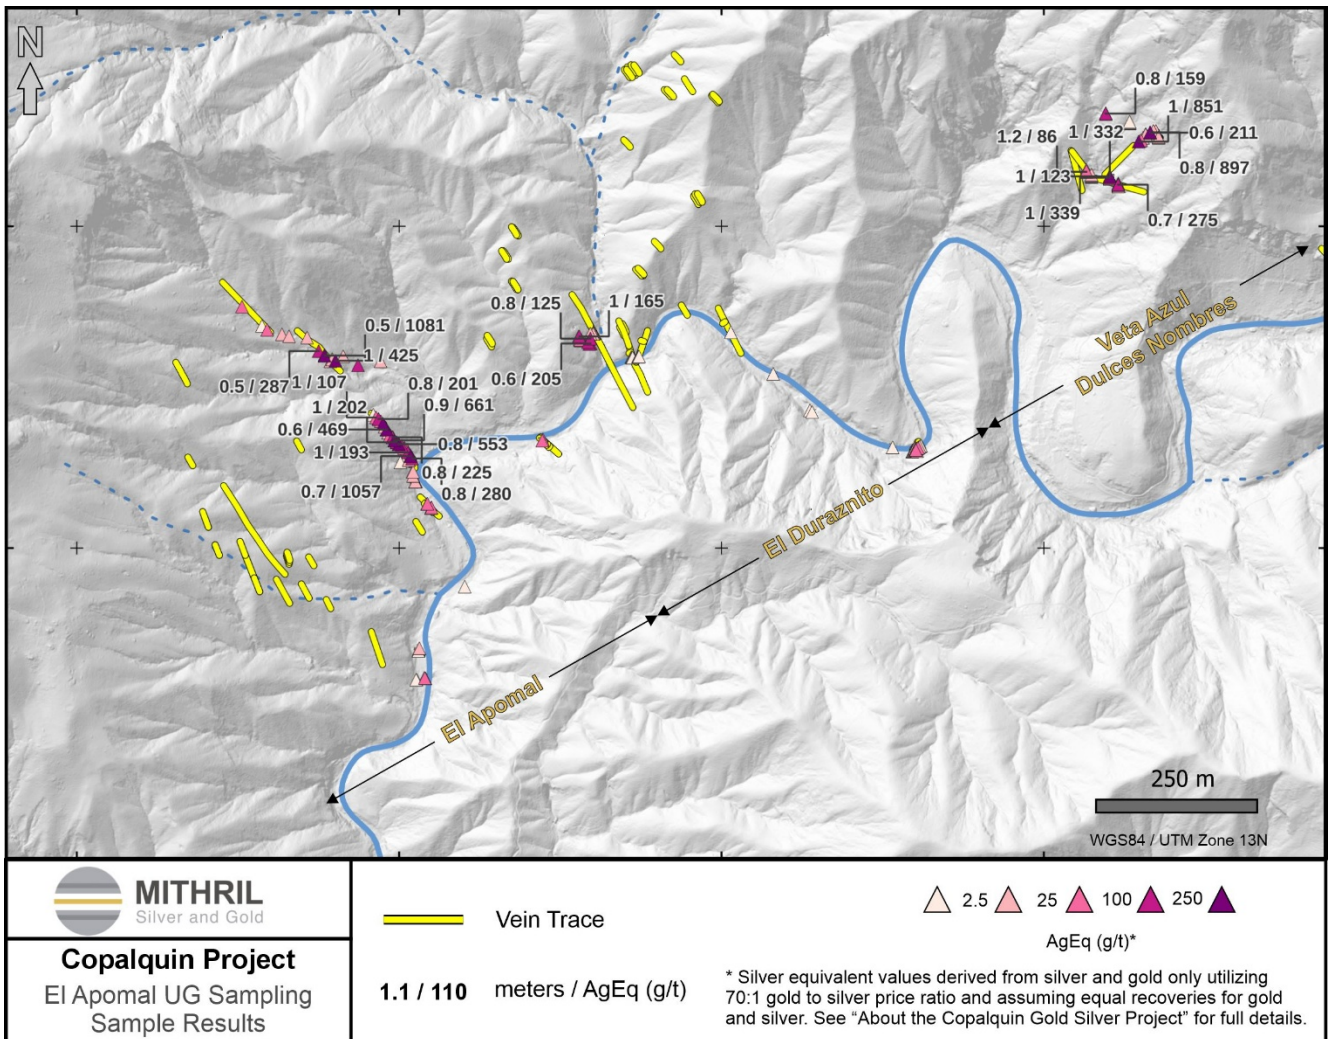 N
0.8 / 159
1 / 851
1.2 / 86
1 / 332
0.6 / 211
0.8 / 897
1 / 123
1 / 339
0.7 / 275
Veta Azul
Dulces Nombres
0.8 / 125
1 / 165
0.6 / 205
0.5 / 1081
1 / 425
0.5 / 287
1 / 107
0.8 / 201
1 / 202
0.9 / 661
0.6 / 469
0.8 / 553
1 / 193
0.8 / 225
0.7 / 1057
0.8 / 280
El Duraznito
El Apomal
250 m
WGS84 / UTM Zone 13N
MITHRIL
Silver and Gold
Copalquin Project
El Apomal UG Sampling
Sample Results
Vein Trace
1.1 / 110 meters / AgEq (g/t)
2.5 25 100 250
AgEq (g/t)*
* Silver equivalent values derived from silver and gold only utilizing
70:1 gold to silver price ratio and assuming equal recoveries for gold
and silver. See “About the Copalquin Gold Silver Project” for full details.